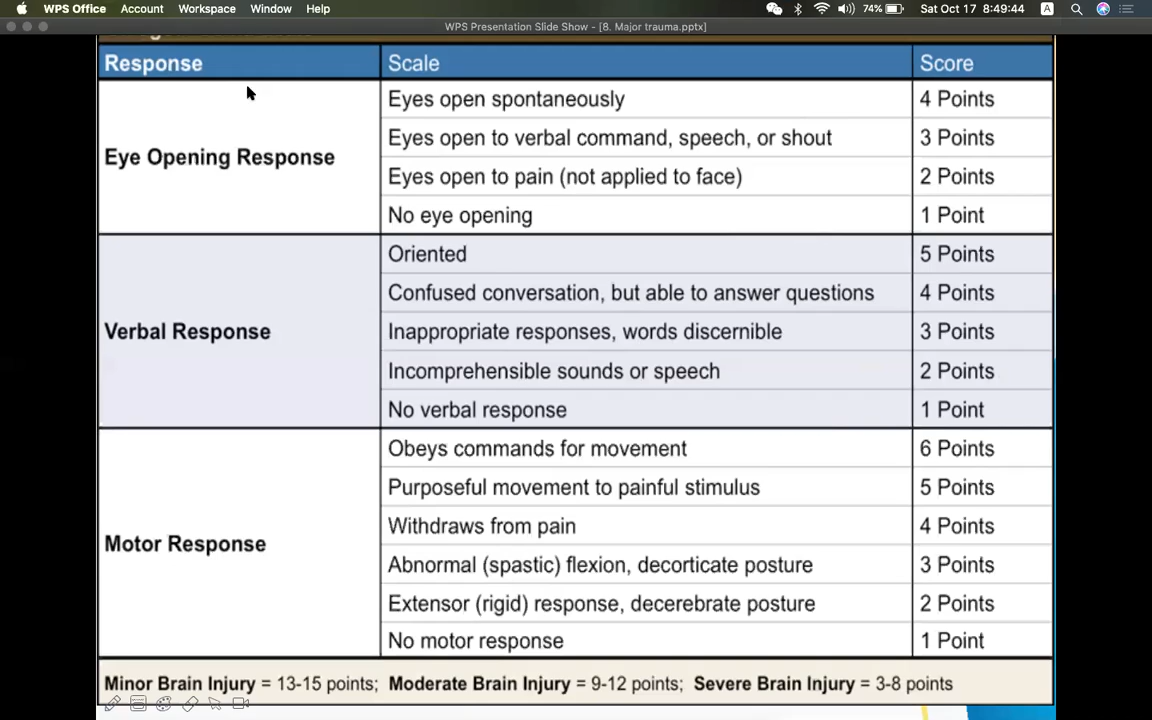 WPS Office Account Workspace Window Help 74% Sat Oct 17 8:49:44 A
WPS Presentation Slide Show - [8. Major trauma.pptx]
Response Scale Score
Eye Opening Response
Eyes open spontaneously 4 Points
Eyes open to verbal command, speech, or shout 3 Points
Eyes open to pain (not applied to face) 2 Points
No eye opening 1 Point
Verbal Response
Oriented 5 Points
Confused conversation, but able to answer questions 4 Points
Inappropriate responses, words discernible 3 Points
Incomprehensible sounds or speech 2 Points
No verbal response 1 Point
Motor Response
Obeys commands for movement 6 Points
Purposeful movement to painful stimulus 5 Points
Withdraws from pain 4 Points
Abnormal (spastic) flexion, decorticate posture 3 Points
Extensor (rigid) response, decerebrate posture 2 Points
No motor response 1 Point
Minor Brain Injury = 13-15 points; Moderate Brain Injury = 9-12 points; Severe Brain Injury = 3-8 points